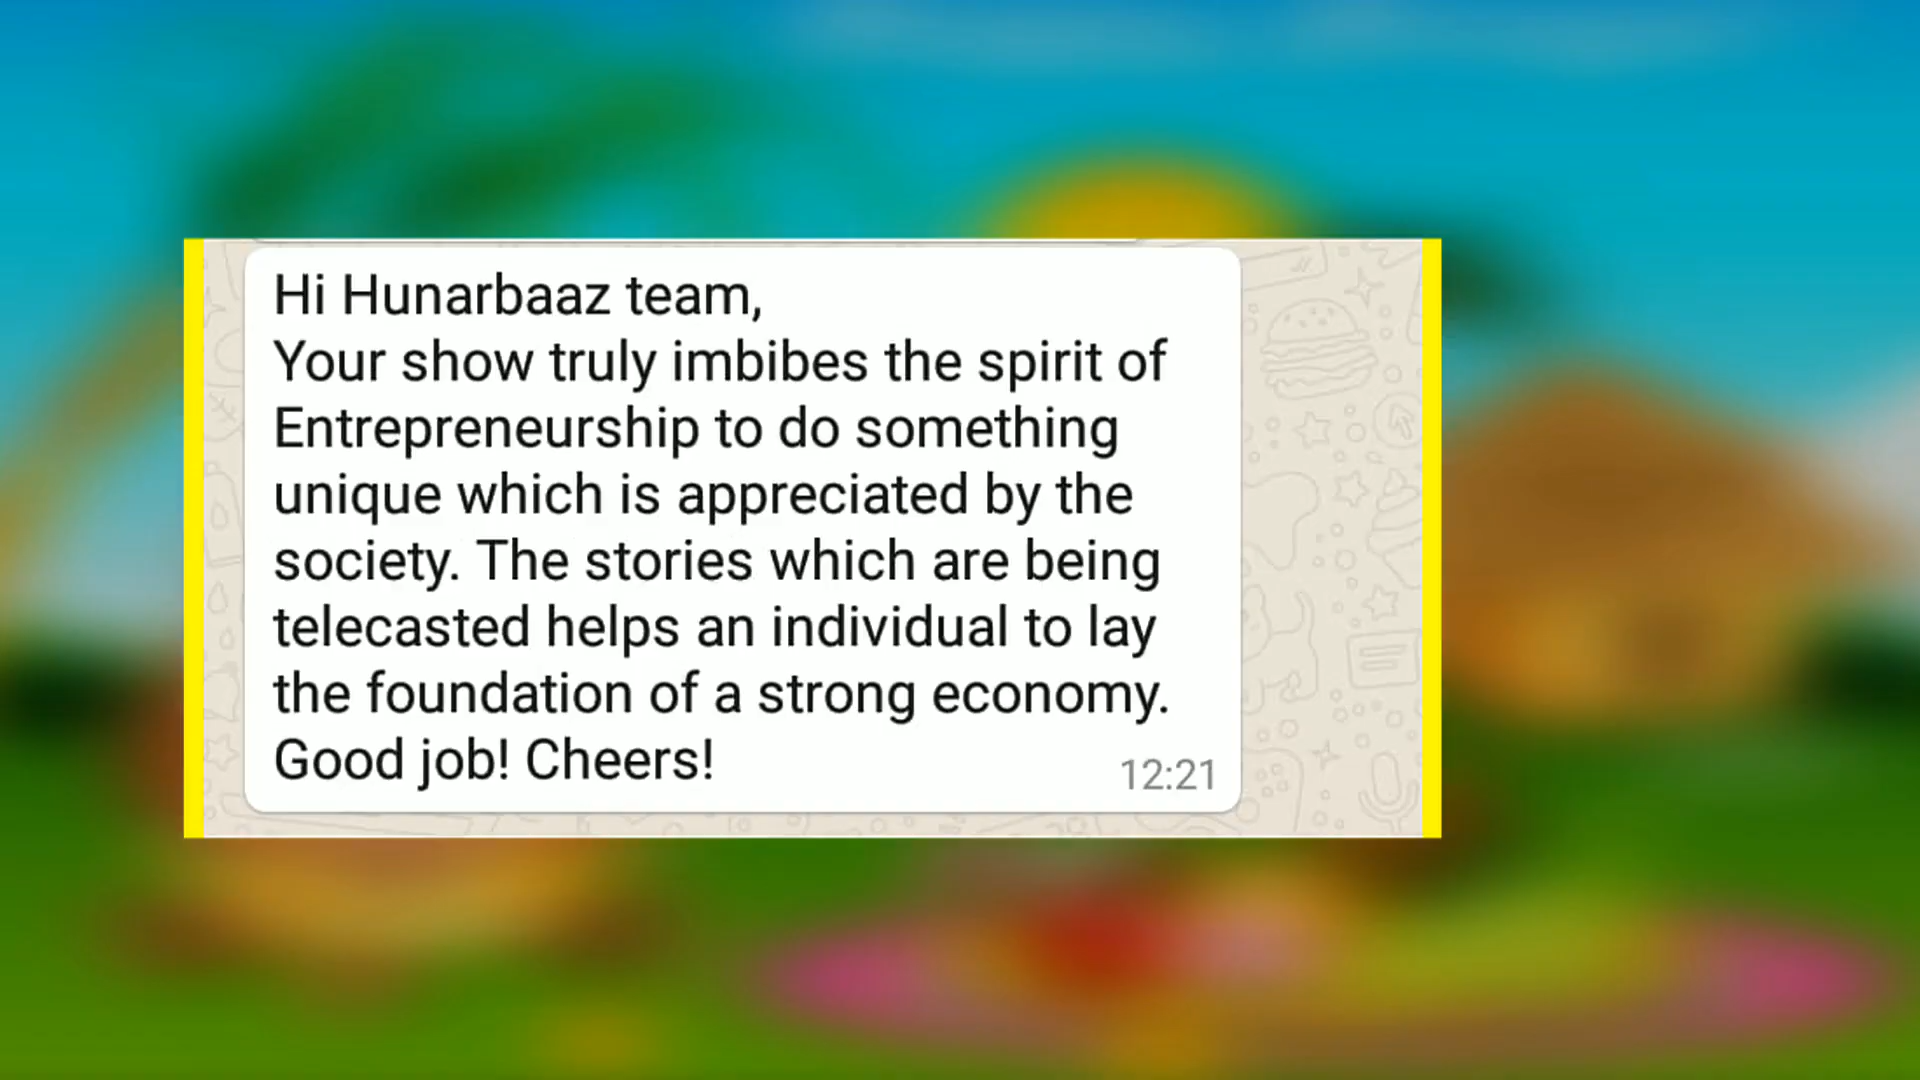 Hi Hunarbaaz team,
Your show truly imbibes the spirit of
Entrepreneurship to do something
unique which is appreciated by the
society. The stories which are being
telecasted helps an individual to lay
the foundation of a strong economy.
Good job! Cheers!
12:21